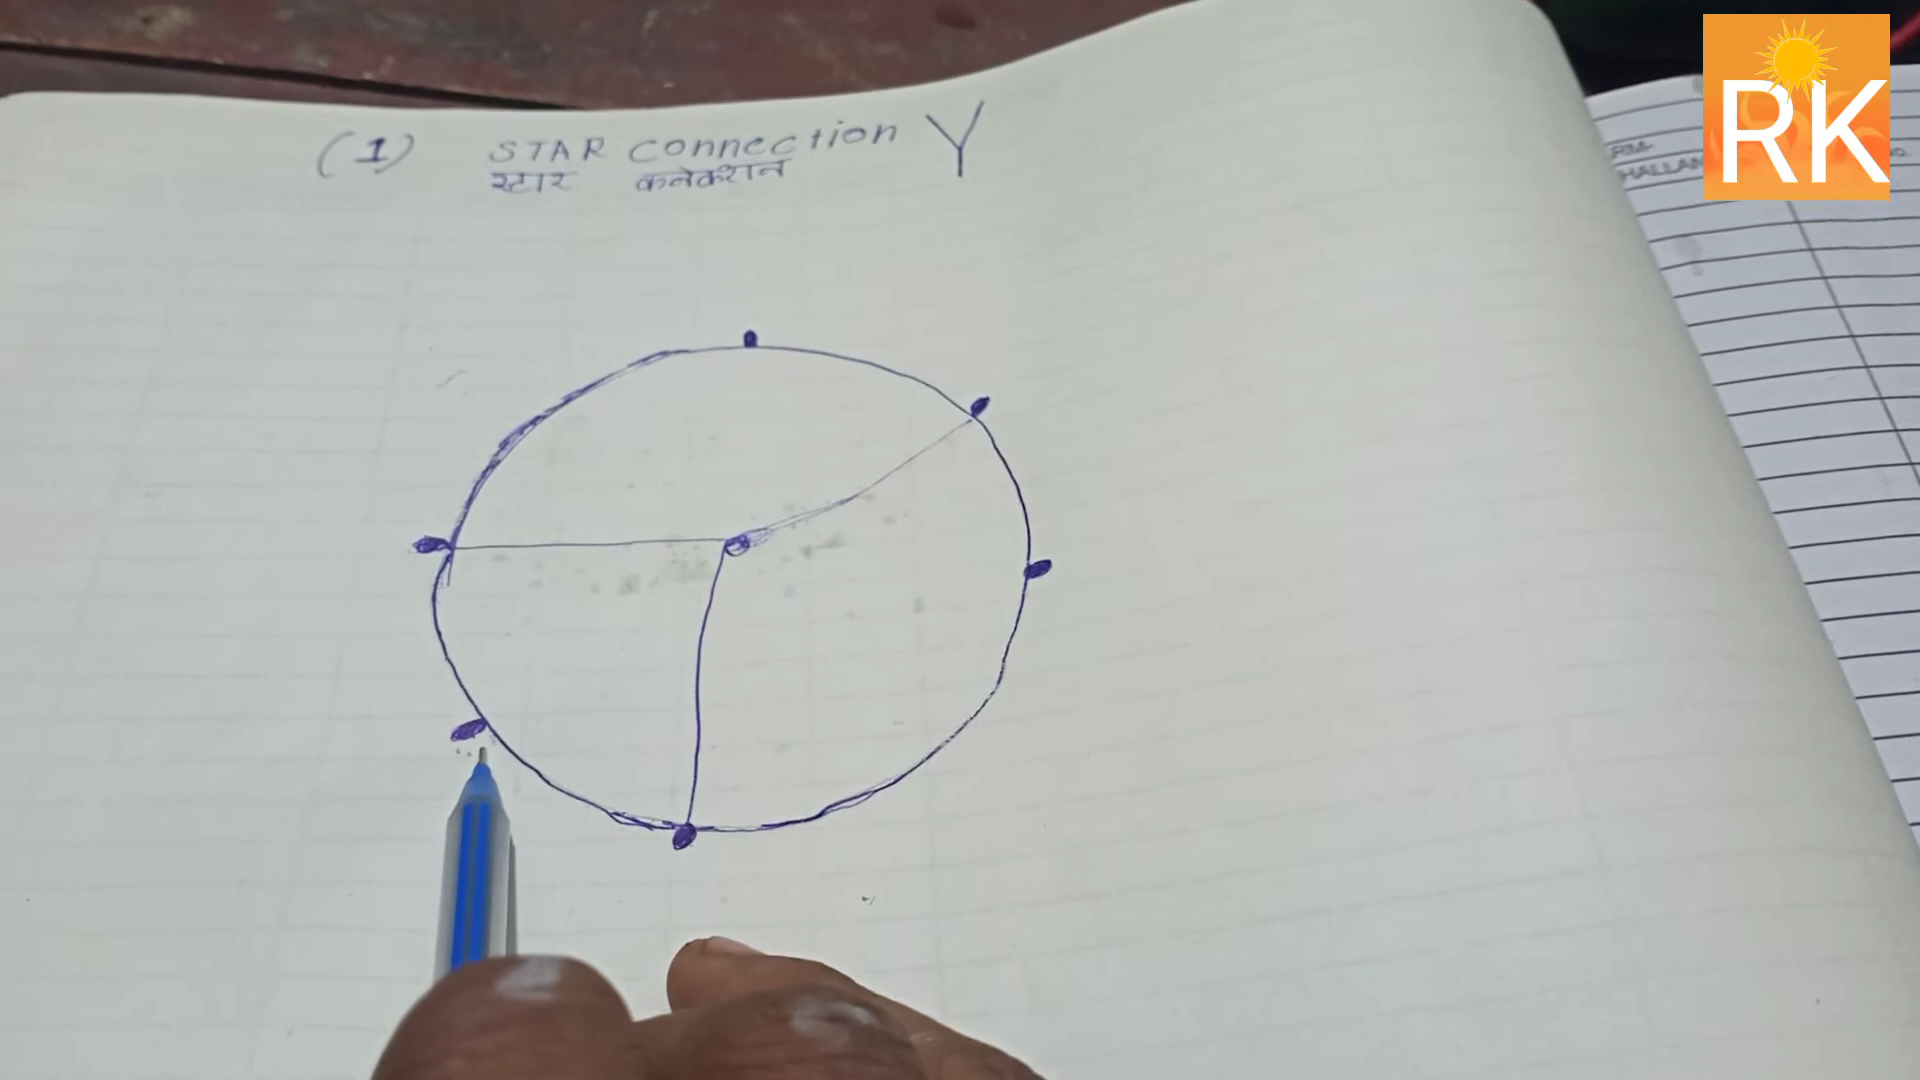 (1) STAR connection Y
स्टार कनेक्शन
RK